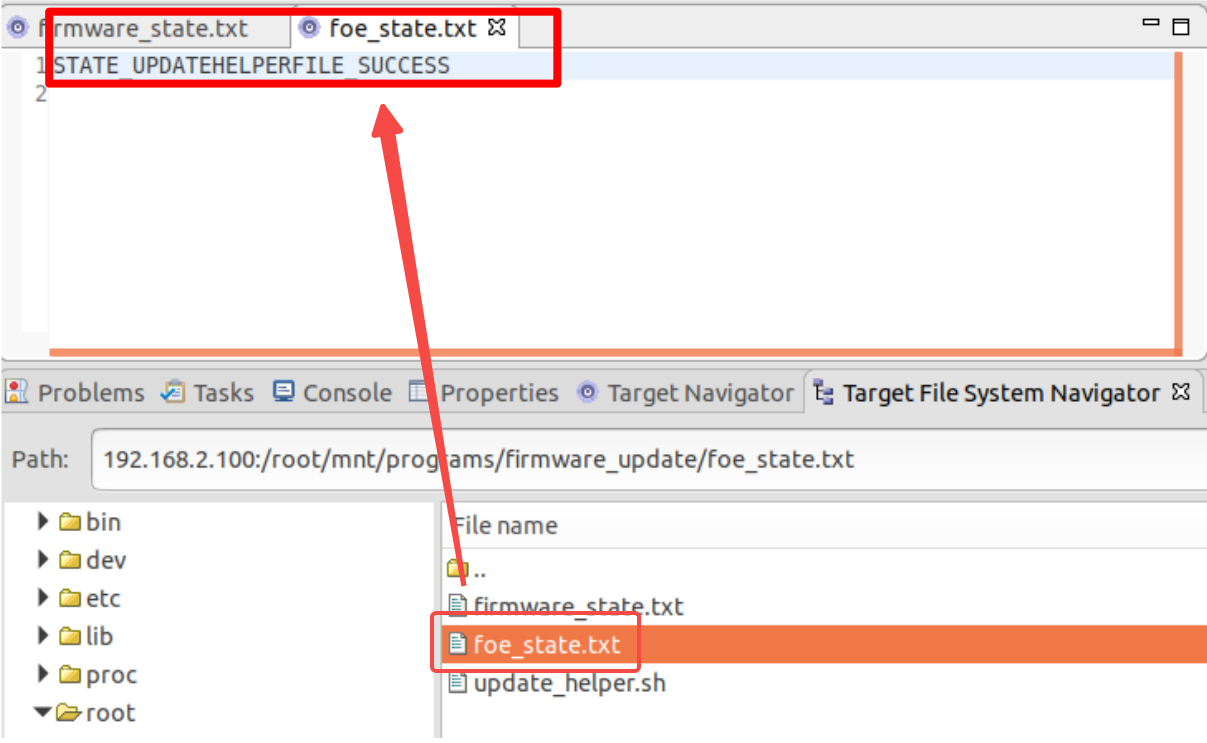 firmware_state.txt foe_state.txt
1 STATE_UPDATEHELPERFILE_SUCCESS
2
Problems Tasks Console Properties Target Navigator Target File System Navigator
Path: 192.168.2.100:/root/mnt/programs/firmware_update/foe_state.txt
bin
dev
etc
lib
proc
root
File name
..
firmware_state.txt
foe_state.txt
update_helper.sh